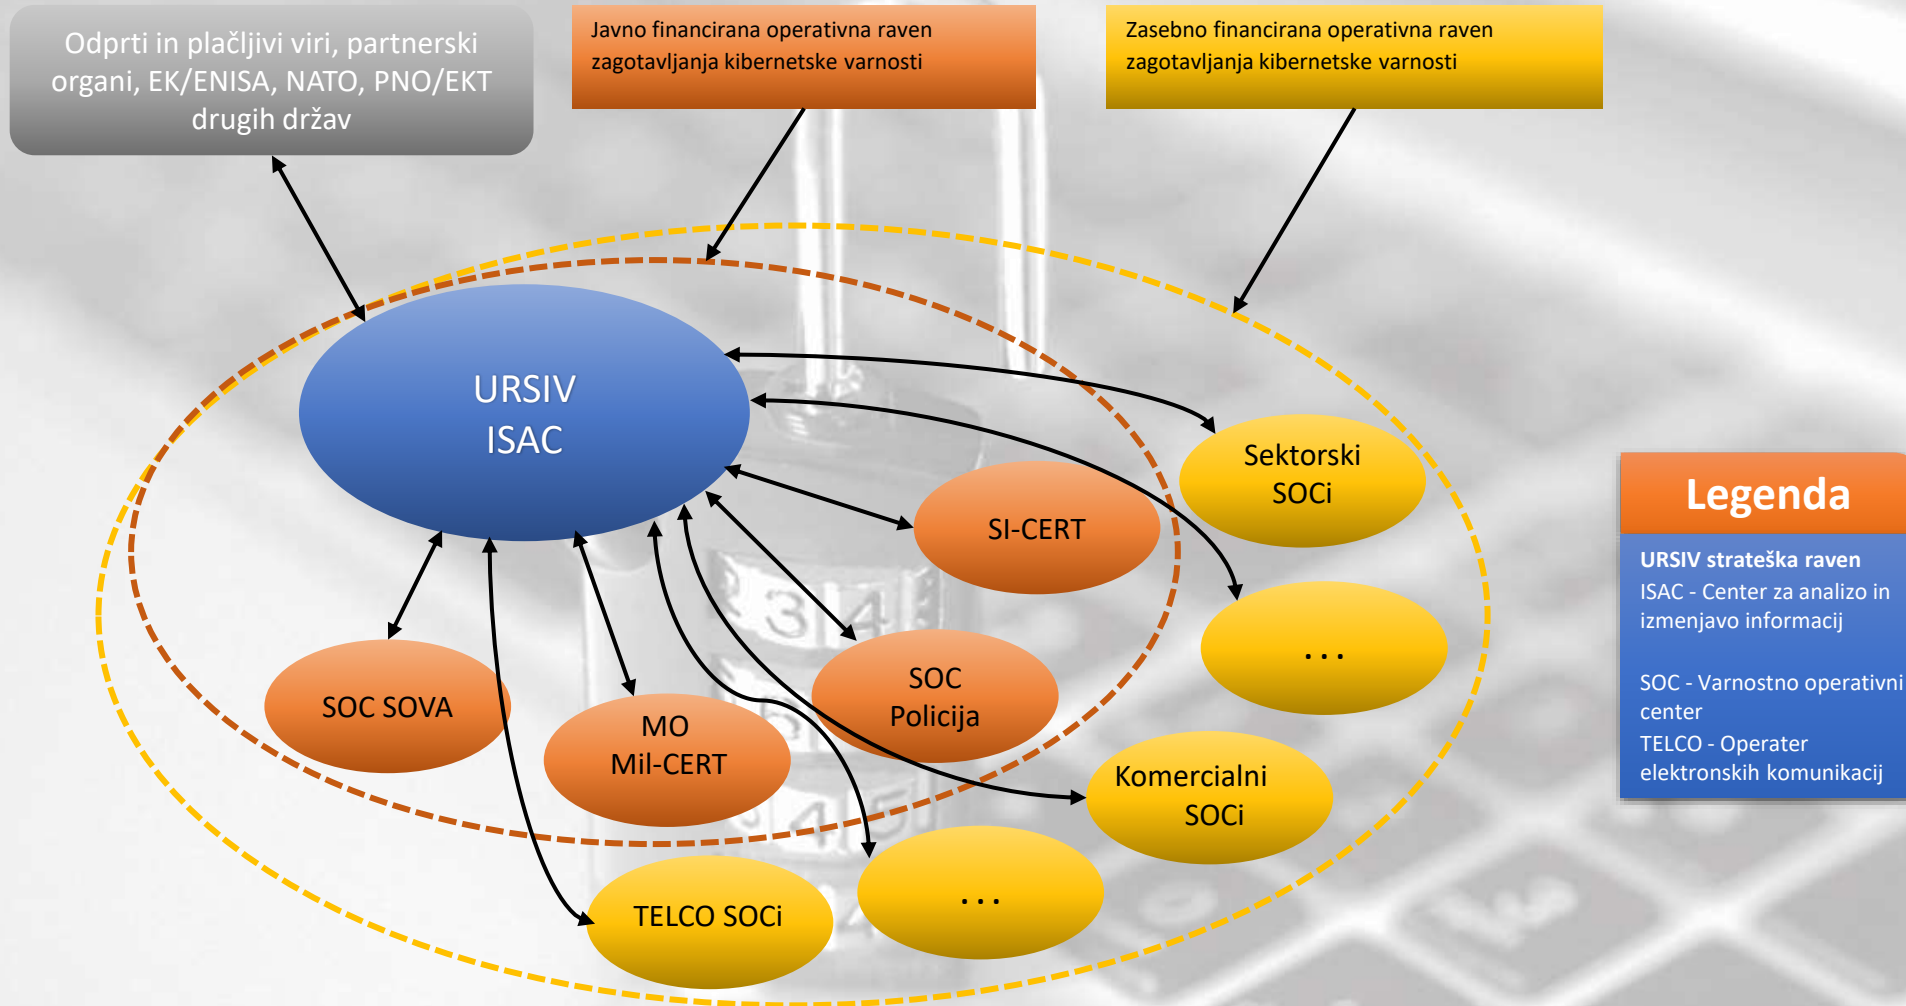 Odprti in plačljivi viri, partnerski
organi, EK/ENISA, NATO, PNO/EKT
drugih držav
Javno financirana operativna raven
zagotavljanja kibernetske varnosti
Zasebno financirana operativna raven
zagotavljanja kibernetske varnosti
URSIV
ISAC
Sektorski
SOCi
SI-CERT
...
SOC
Policija
SOC SOVA
MO
Mil-CERT
Komercialni
SOCi
...
TELCO SOCi
Legenda
URSIV strateška raven
ISAC - Center za analizo in
izmenjavo informacij
SOC - Varnostno operativni
center
TELCO - Operater
elektronskih komunikacij